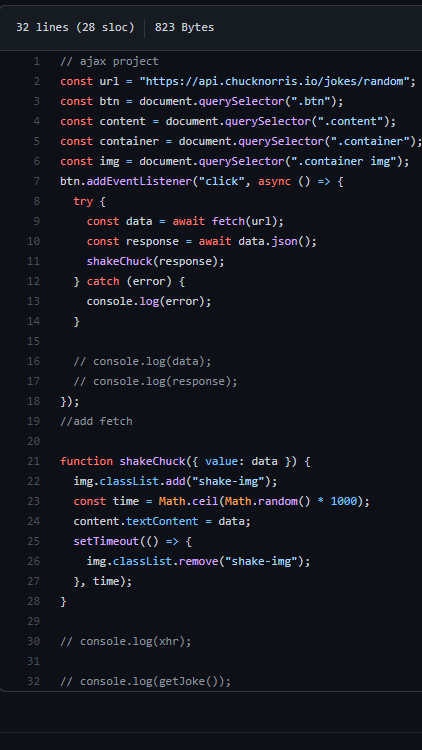 32 lines (28 sloc) 823 Bytes
1 // ajax project
2 const url = "https://api.chucknorris.io/jokes/random";
3 const btn = document.querySelector(".btn");
4 const content = document.querySelector(".content");
5 const container = document.querySelector(".container");
6 const img = document.querySelector(".container img");
7 btn.addEventListener("click", async () => {
8   try {
9     const data = await fetch(url);
10     const response = await data.json();
11     shakeChuck(response);
12   } catch (error) {
13     console.log(error);
14   }
15
16   // console.log(data);
17   // console.log(response);
18 });
19 //add fetch
20
21 function shakeChuck({ value: data }) {
22   img.classList.add("shake-img");
23   const time = Math.ceil(Math.random() * 1000);
24   content.textContent = data;
25   setTimeout(() => {
26     img.classList.remove("shake-img");
27   }, time);
28 }
29
30 // console.log(xhr);
31
32 // console.log(getJoke());